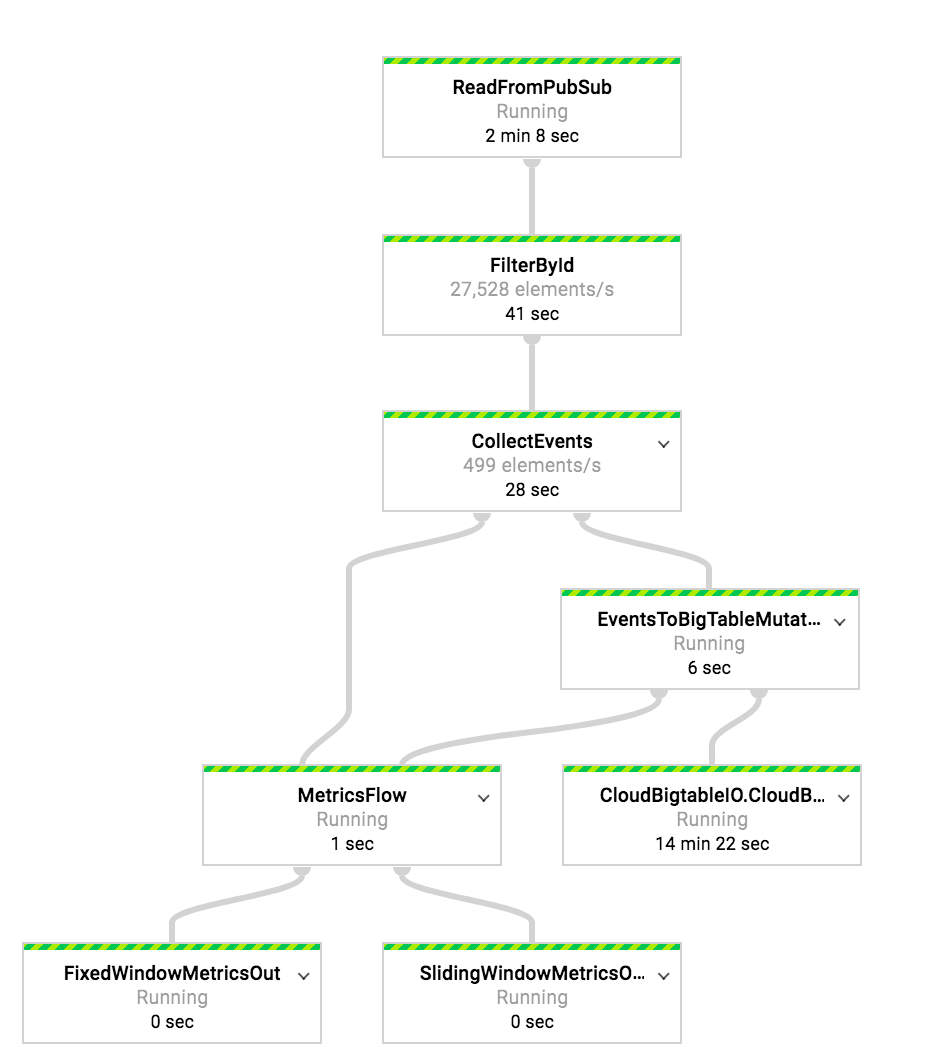 ReadFromPubSub
Running
2 min 8 sec
FilterById
27,528 elements/s
41 sec
CollectEvents
499 elements/s
28 sec
EventsToBigTableMutat...
Running
6 sec
MetricsFlow
Running
1 sec
CloudBigtableIO.CloudB...
Running
14 min 22 sec
FixedWindowMetricsOut
Running
0 sec
SlidingWindowMetricsO...
Running
0 sec